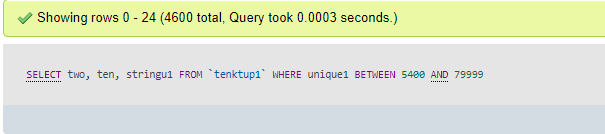 Showing rows 0 - 24 (4600 total, Query took 0.0003 seconds.)
SELECT two, ten, stringu1 FROM `tenktup1` WHERE unique1 BETWEEN 5400 AND 79999